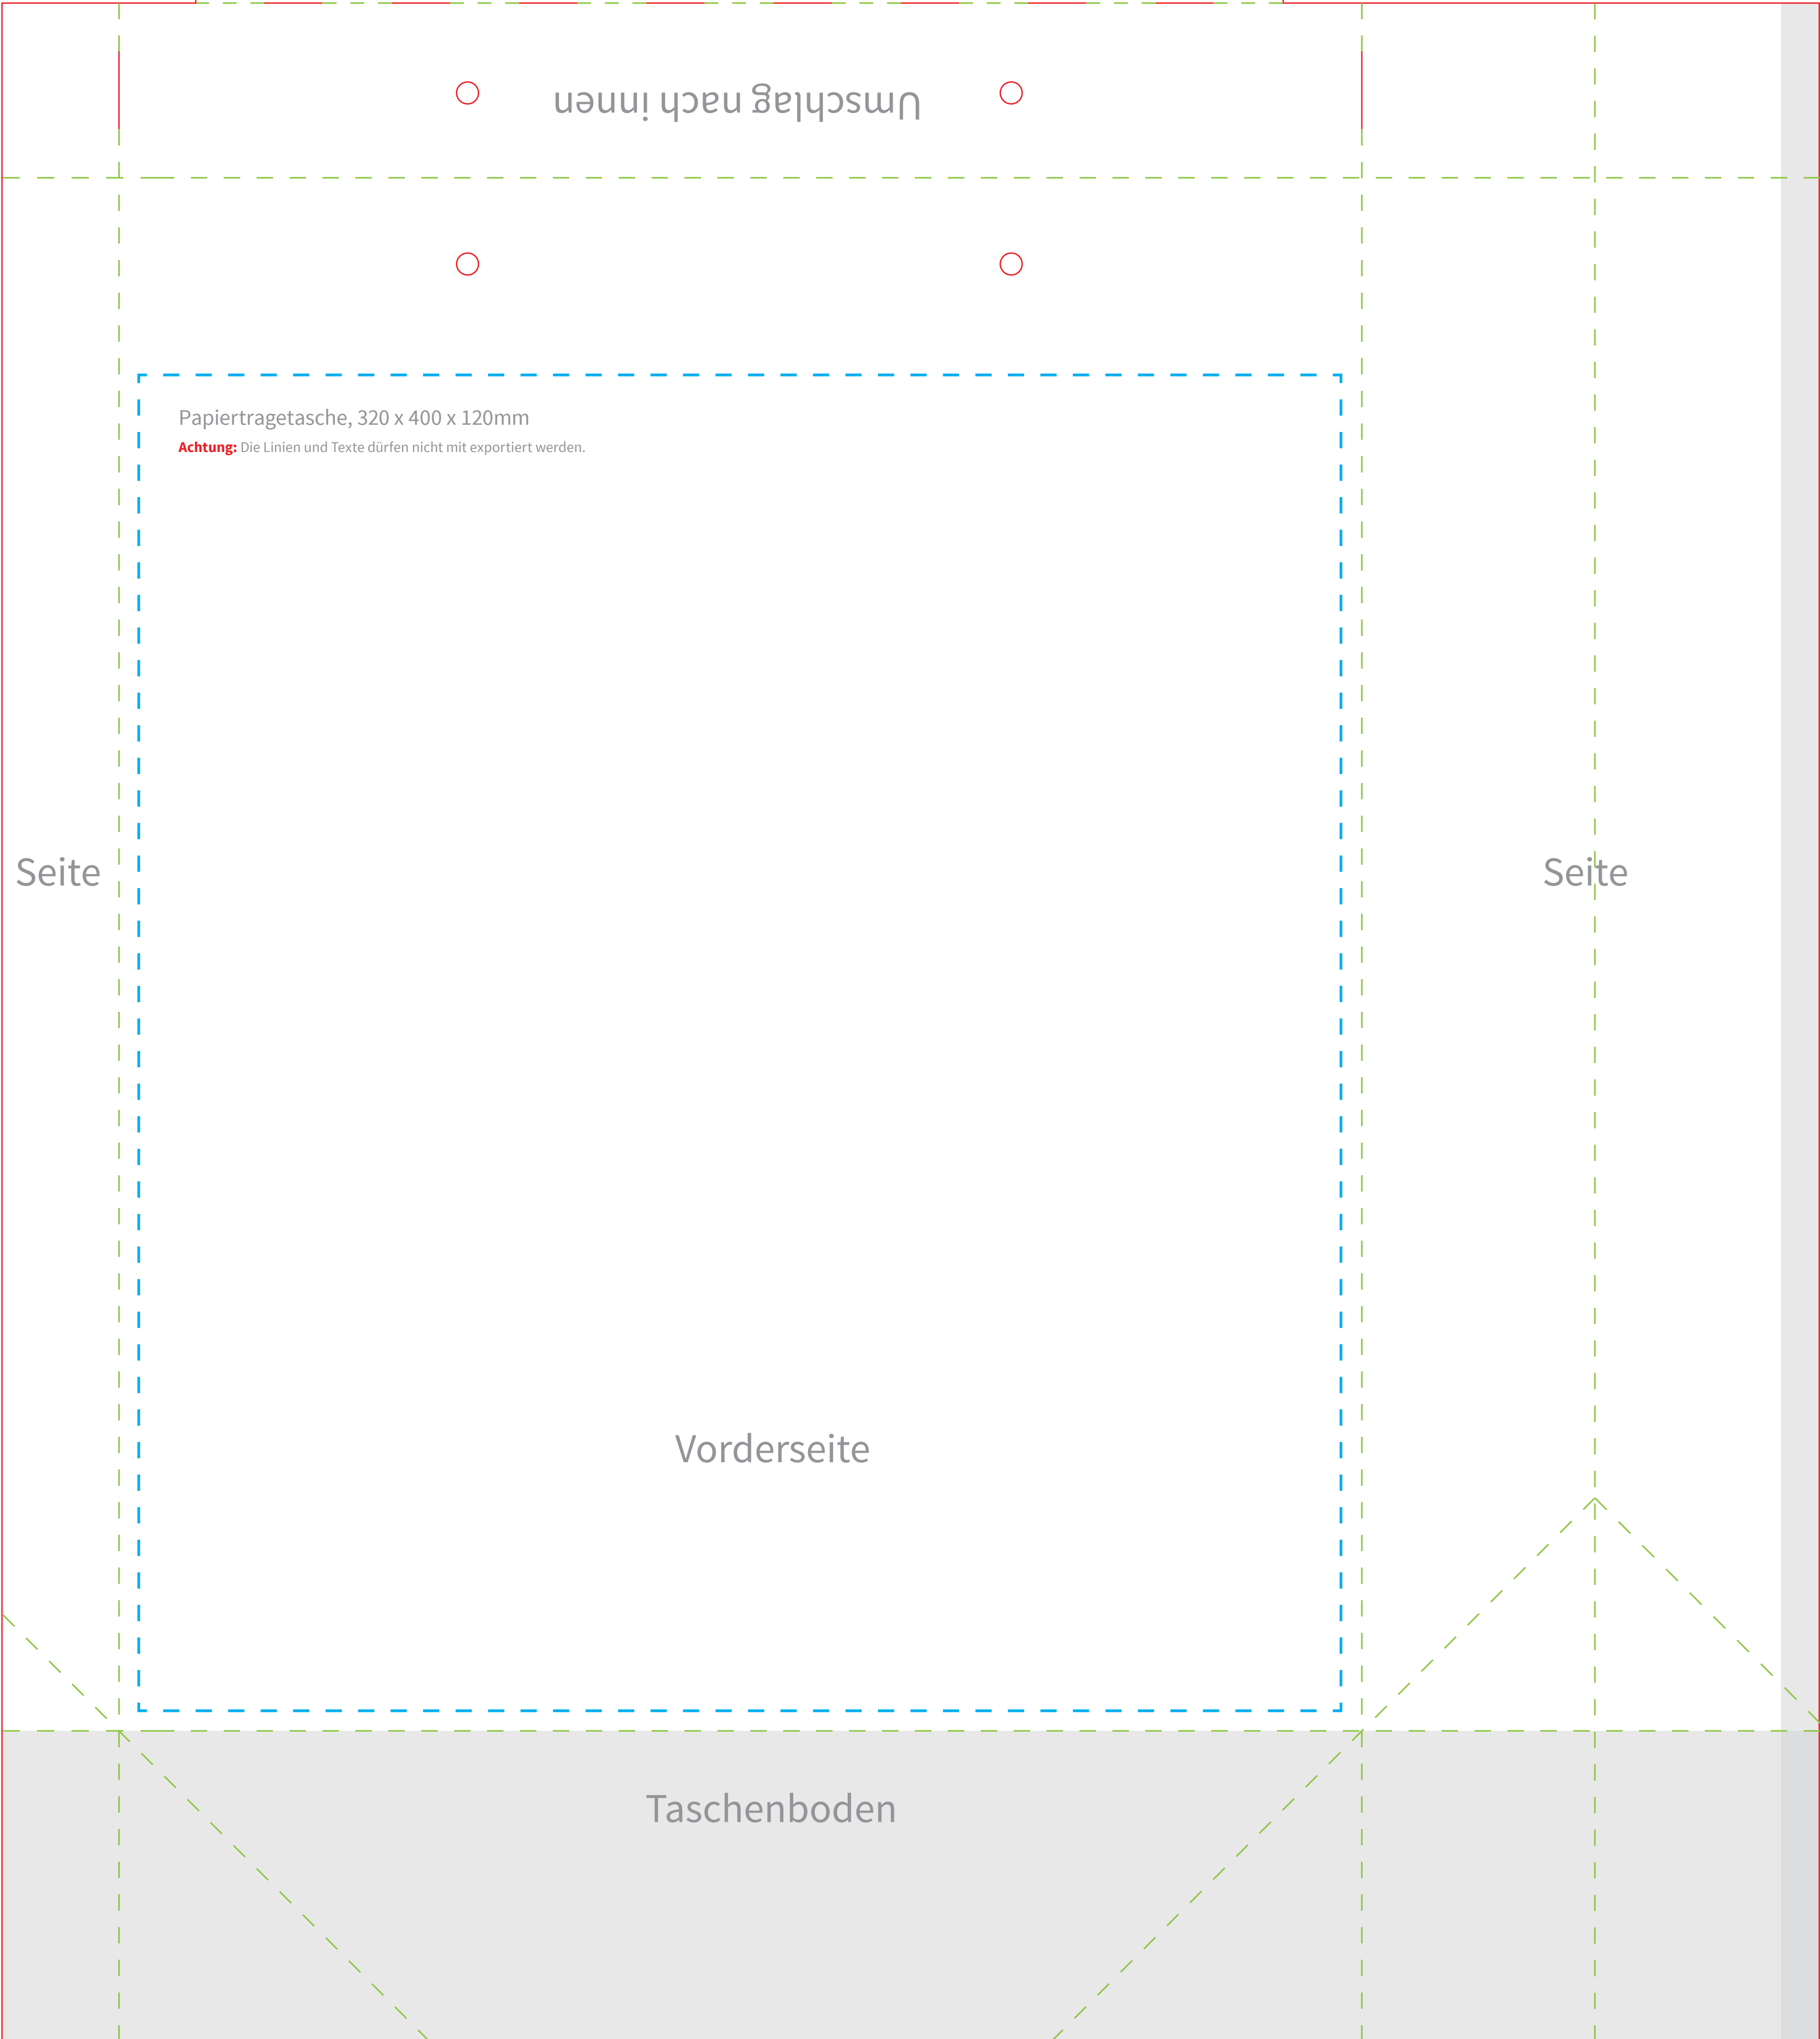 Umschlag nach innen
Papiertragetasche, 320 x 400 x 120mm
Achtung: Die Linien und Texte dürfen nicht mit exportiert werden.
Seite
Seite
Vorderseite
Taschenboden